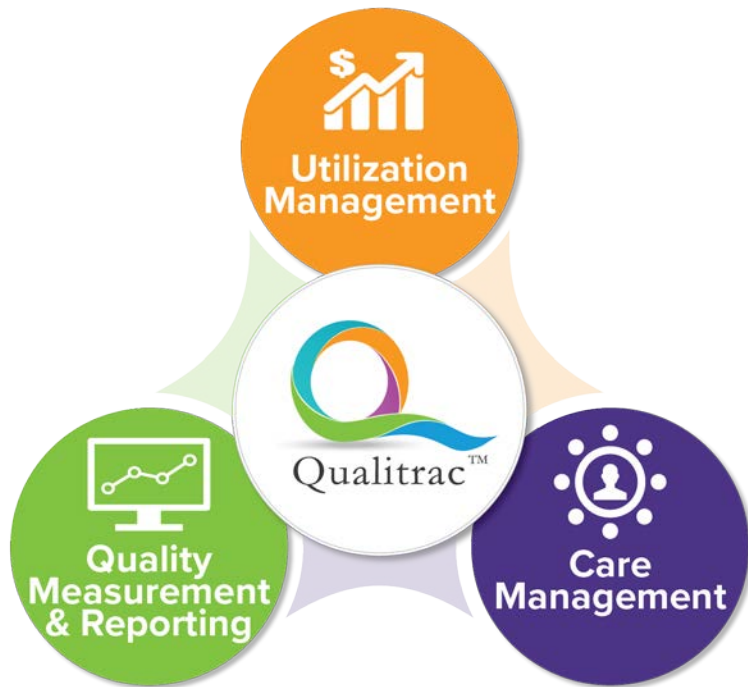 $
Utilization
Management
Qualitrac™
Quality
Measurement
& Reporting
Care
Management